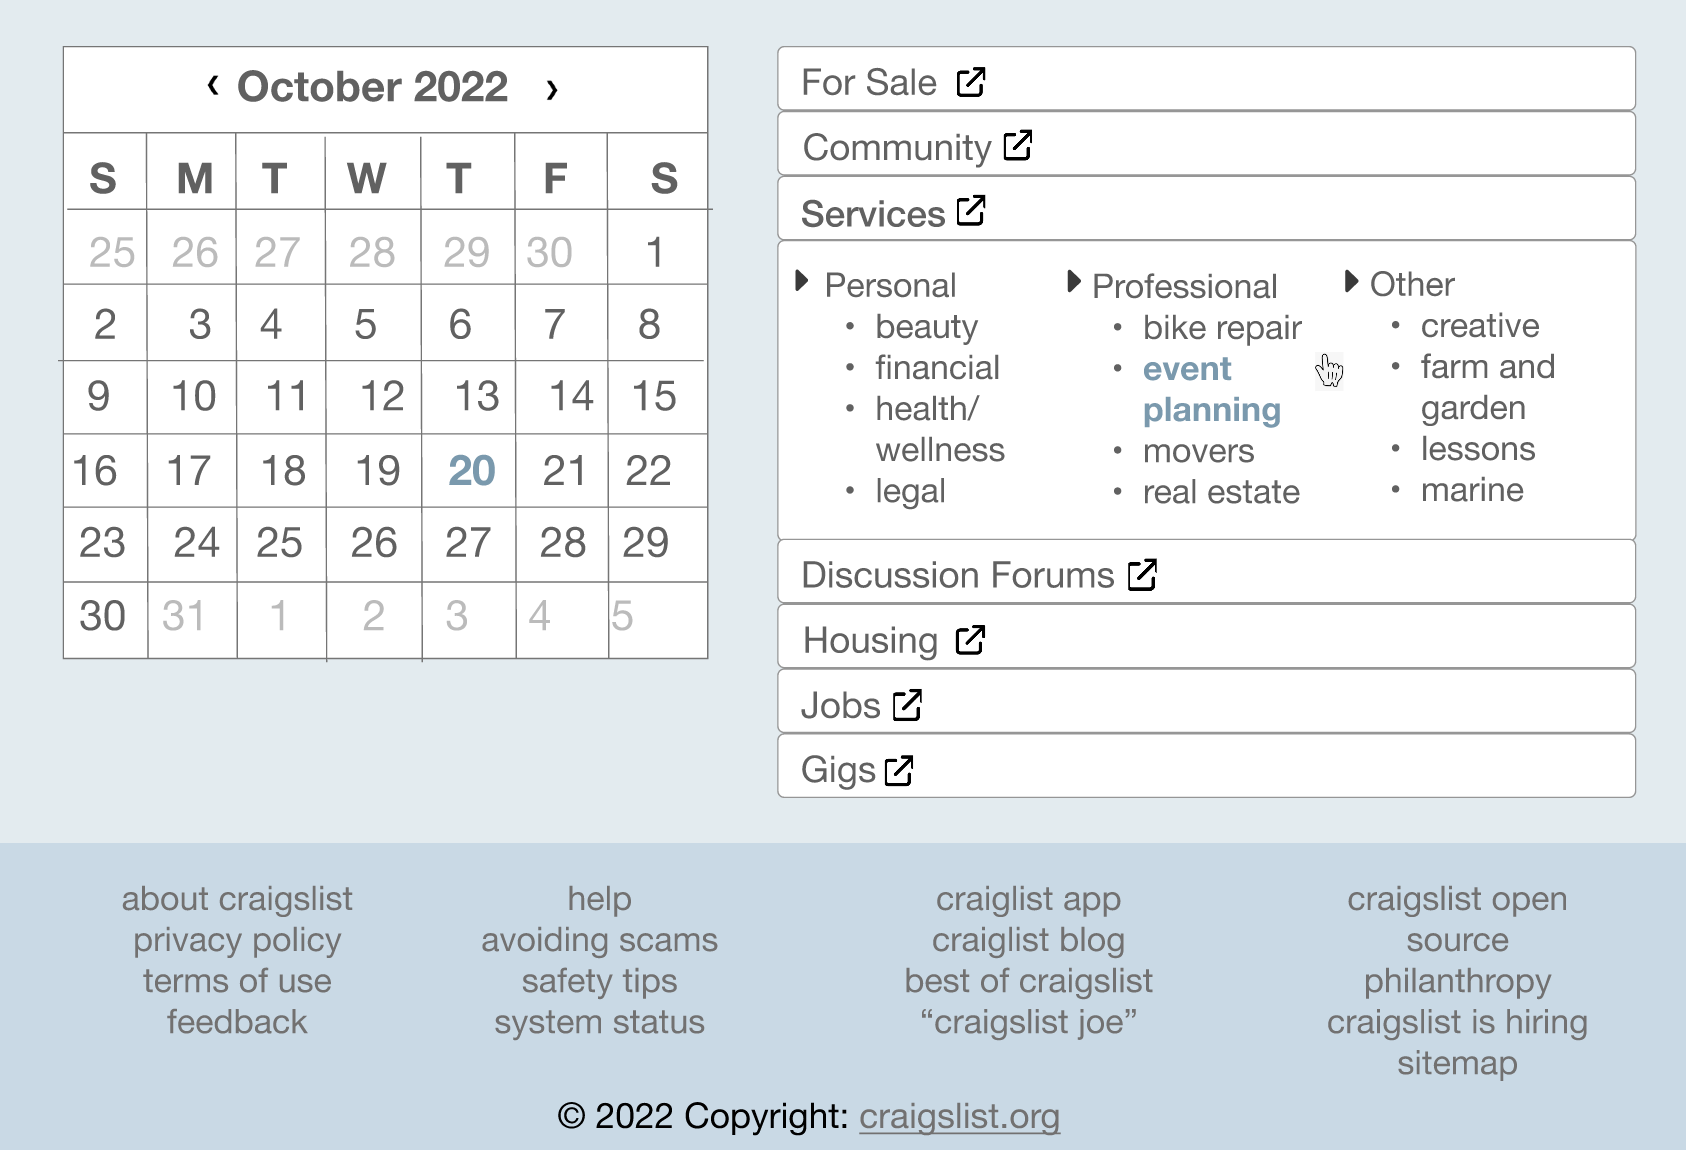 ‹ October 2022 ›
S M T W T F S
25 26 27 28 29 30 1
2 3 4 5 6 7 8
9 10 11 12 13 14 15
16 17 18 19 20 21 22
23 24 25 26 27 28 29
30 31 1 2 3 4 5
For Sale
Community
Services
Personal
• beauty
• financial
• health/
wellness
• legal
Professional
• bike repair
• event
planning
• movers
• real estate
Other
• creative
• farm and
garden
• lessons
• marine
Discussion Forums
Housing
Jobs
Gigs
about craigslist
privacy policy
terms of use
feedback
help
avoiding scams
safety tips
system status
craiglist app
craiglist blog
best of craigslist
“craigslist joe”
craigslist open
source
philanthropy
craigslist is hiring
sitemap
© 2022 Copyright: craigslist.org